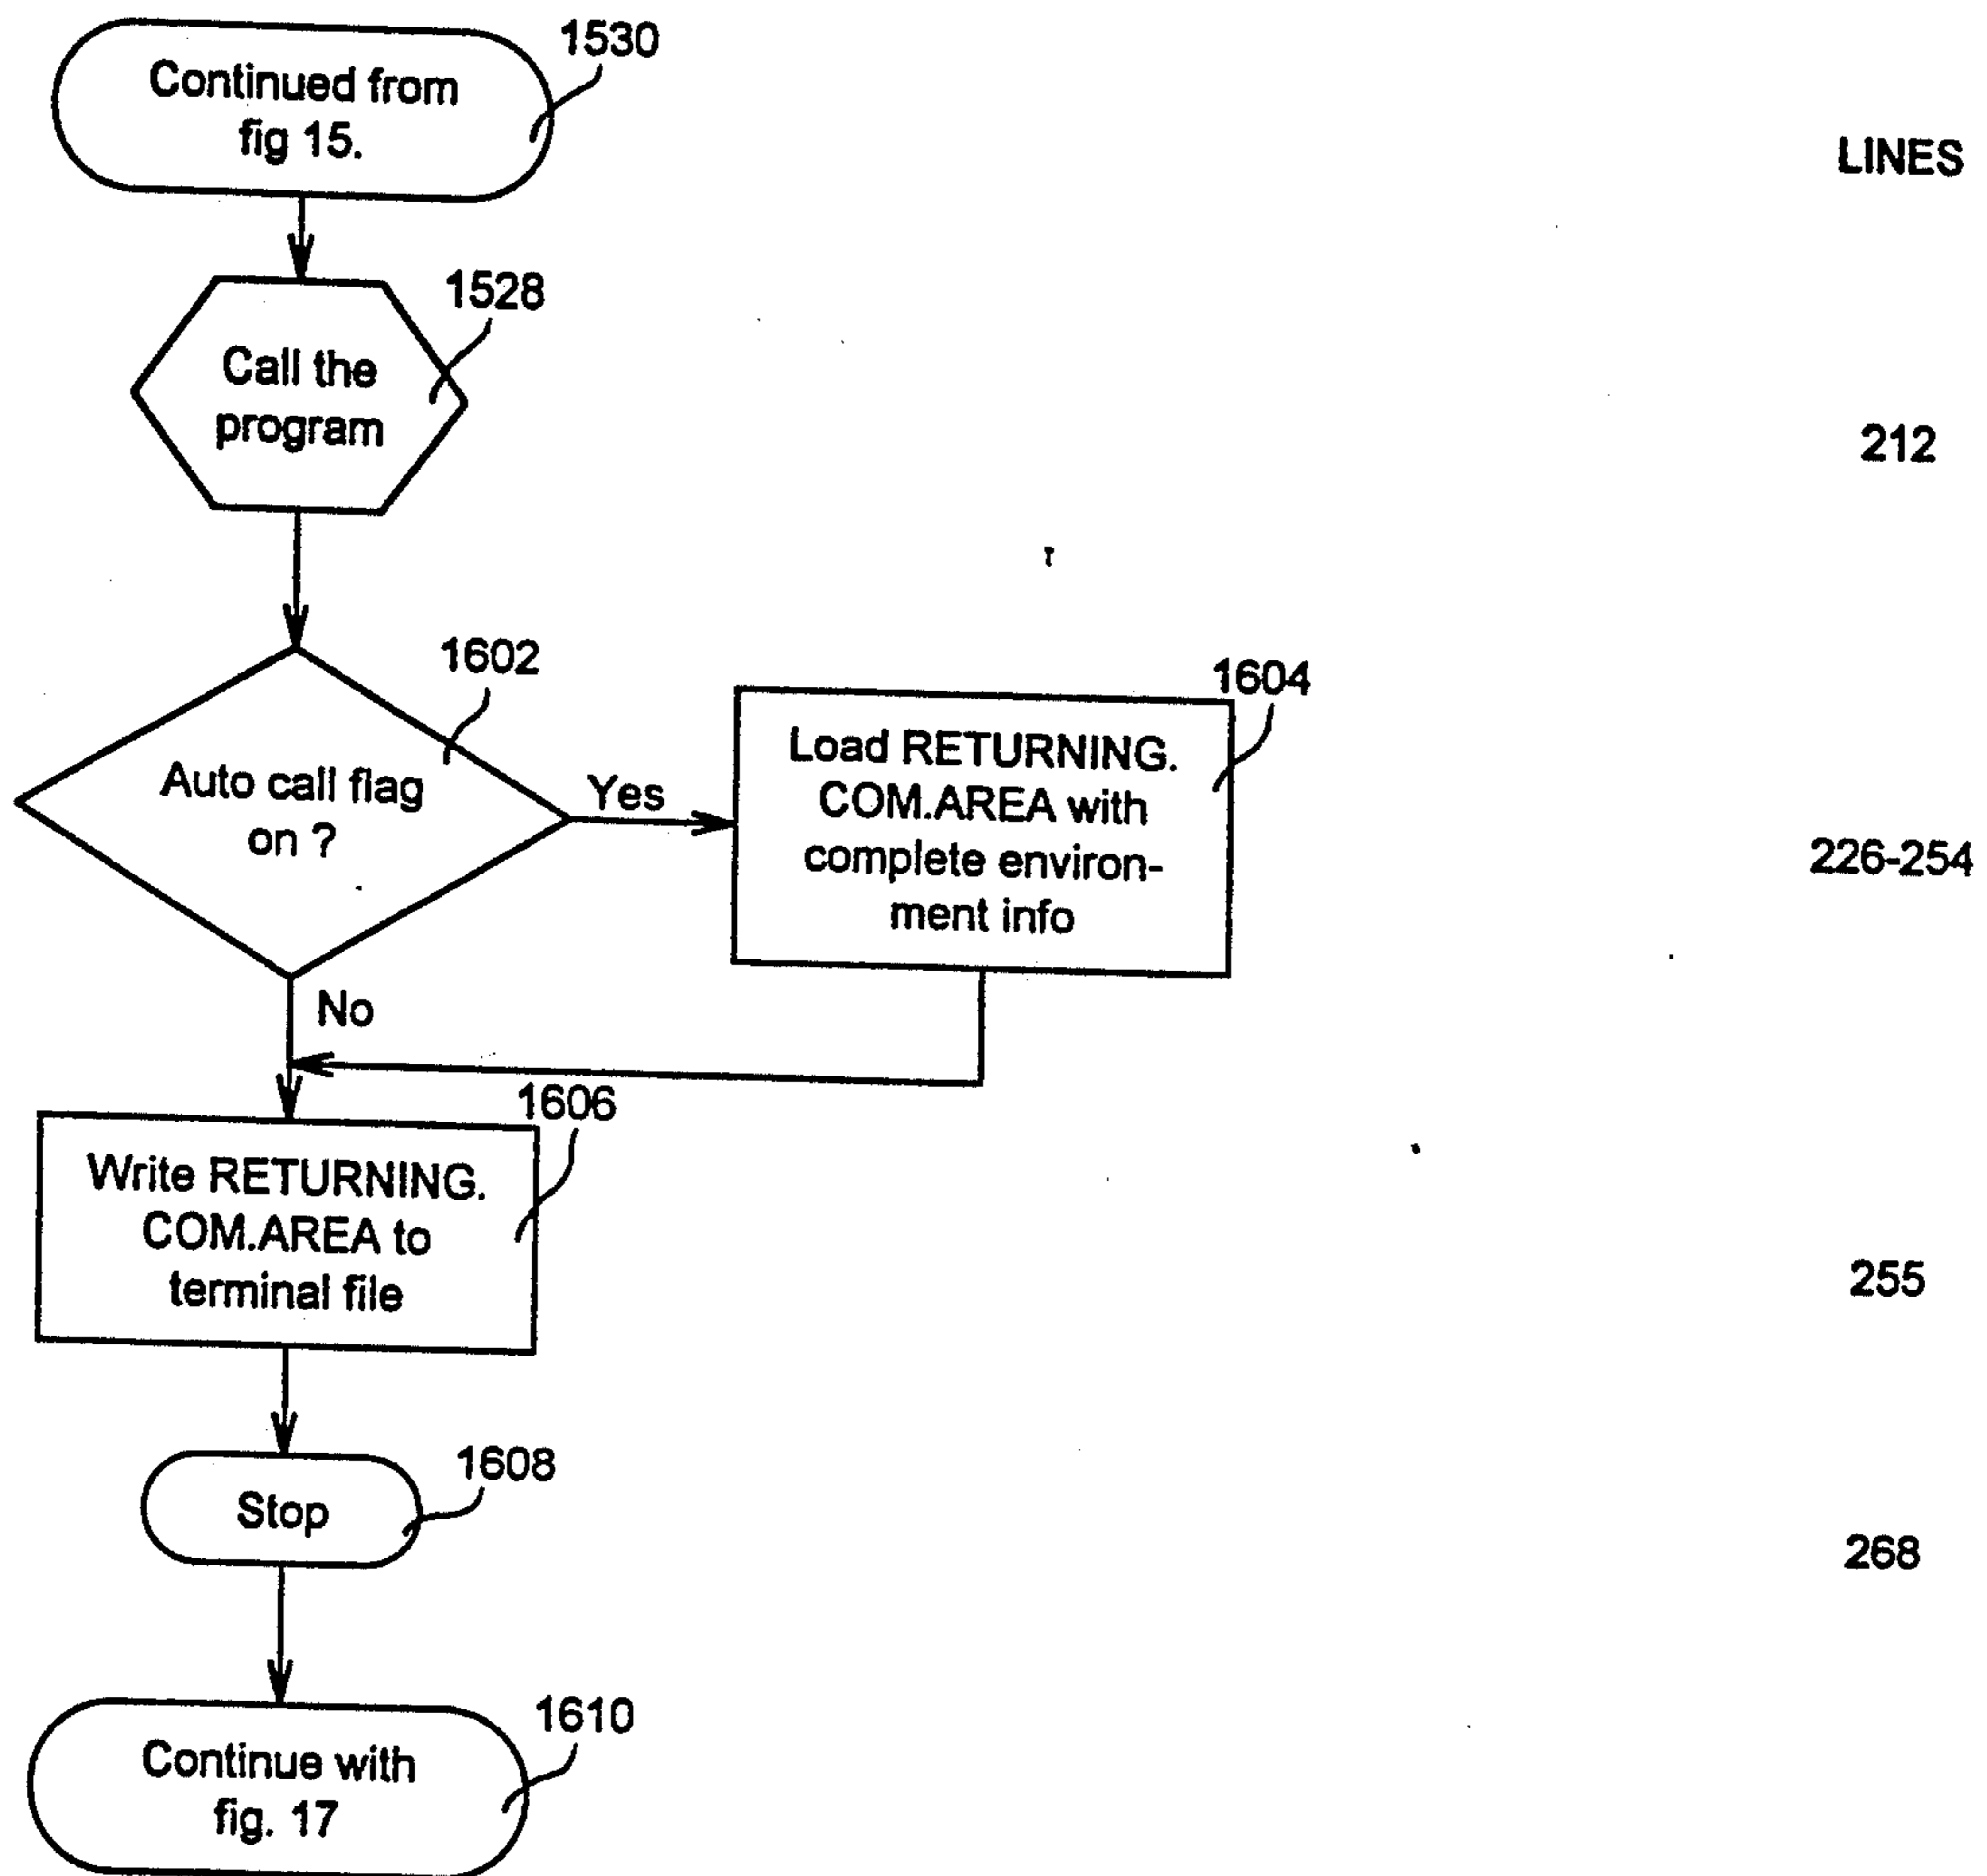 1530
Continued from
fig 15.
LINES
1528
Call the
program
212
1602
Auto call flag
on ?
Yes
1604
Load RETURNING.
COM.AREA with
complete environ-
ment info
226-254
No
1606
Write RETURNING.
COM.AREA to
terminal file
255
1608
Stop
268
1610
Continue with
fig. 17